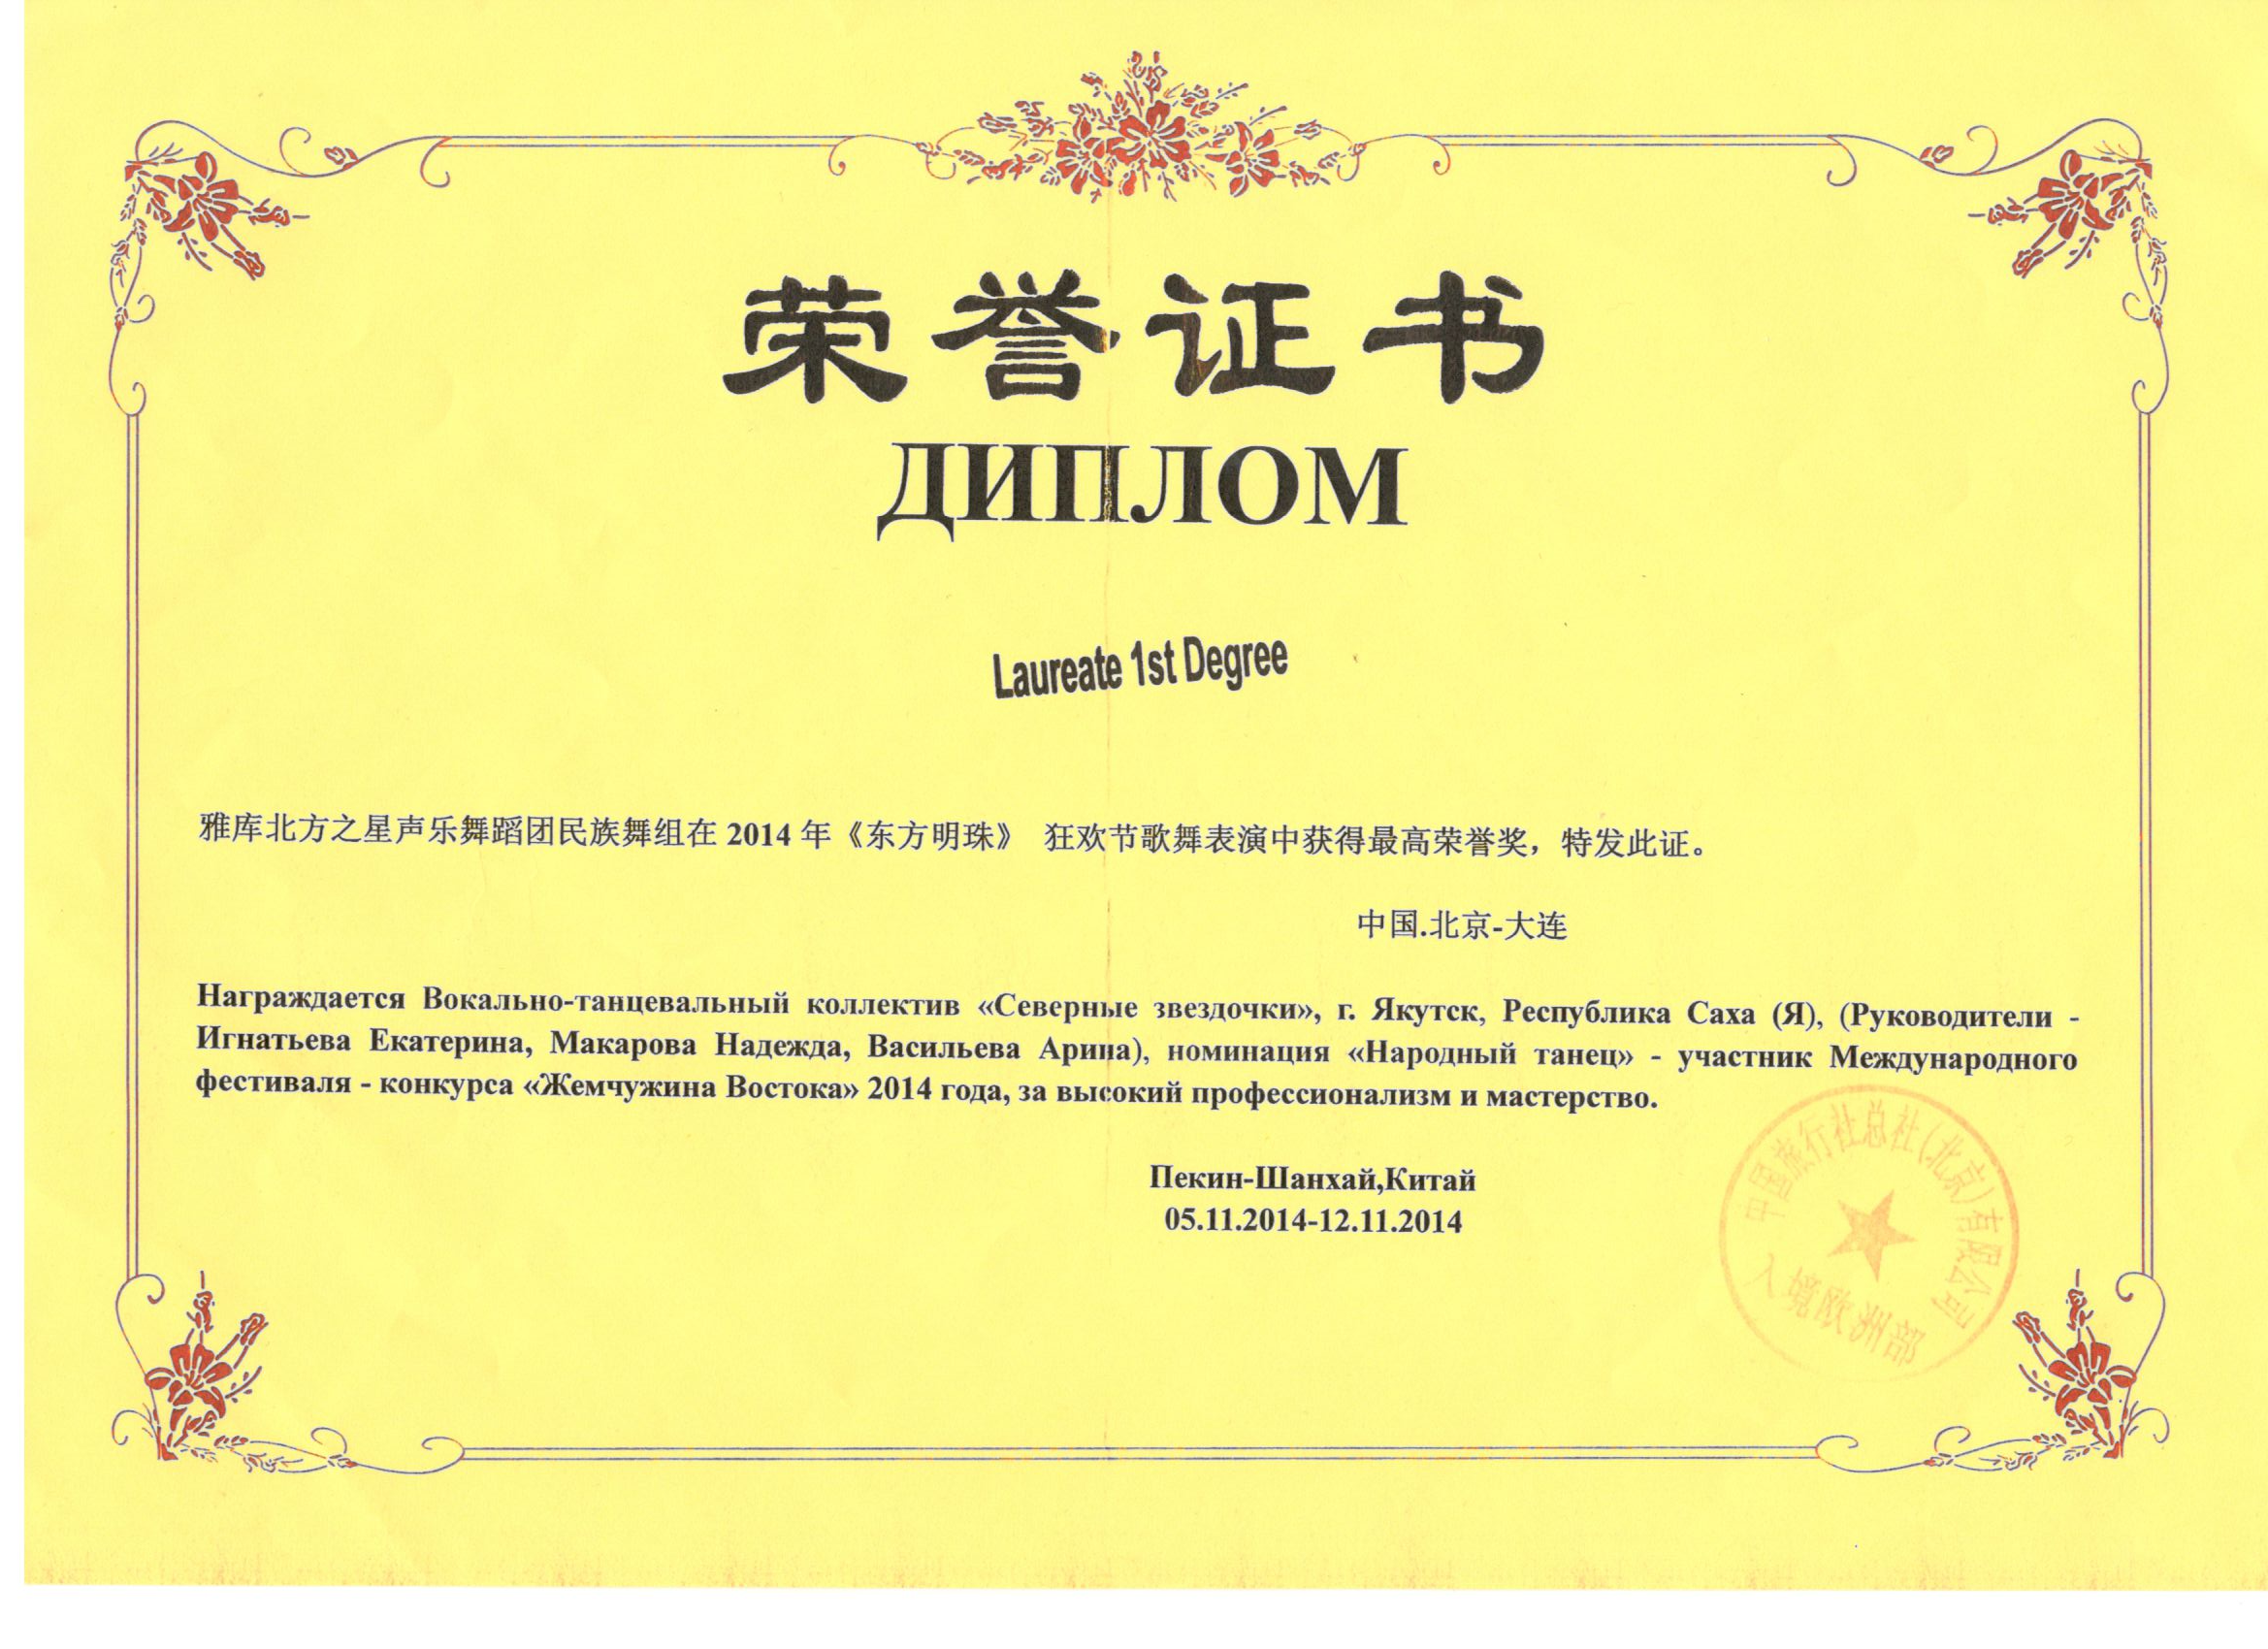 荣誉证书
ДИПЛОМ
Laureate 1st Degree
雅库北方之星声乐舞蹈团民族舞组在 2014 年《东方明珠》 狂欢节歌舞表演中获得最高荣誉奖，特发此证。
中国.北京-大连
Награждается Вокально-танцевальный коллектив «Северные звездочки», г. Якутск, Республика Саха (Я), (Руководители -
Игнатьева Екатерина, Макарова Надежда, Васильева Арина), номинация «Народный танец» - участник Международного
фестиваля - конкурса «Жемчужина Востока» 2014 года, за высокий профессионализм и мастерство.
Пекин-Шанхай,Китай
05.11.2014-12.11.2014
中国旅行社总社(北京)有限公司
入境欧洲部